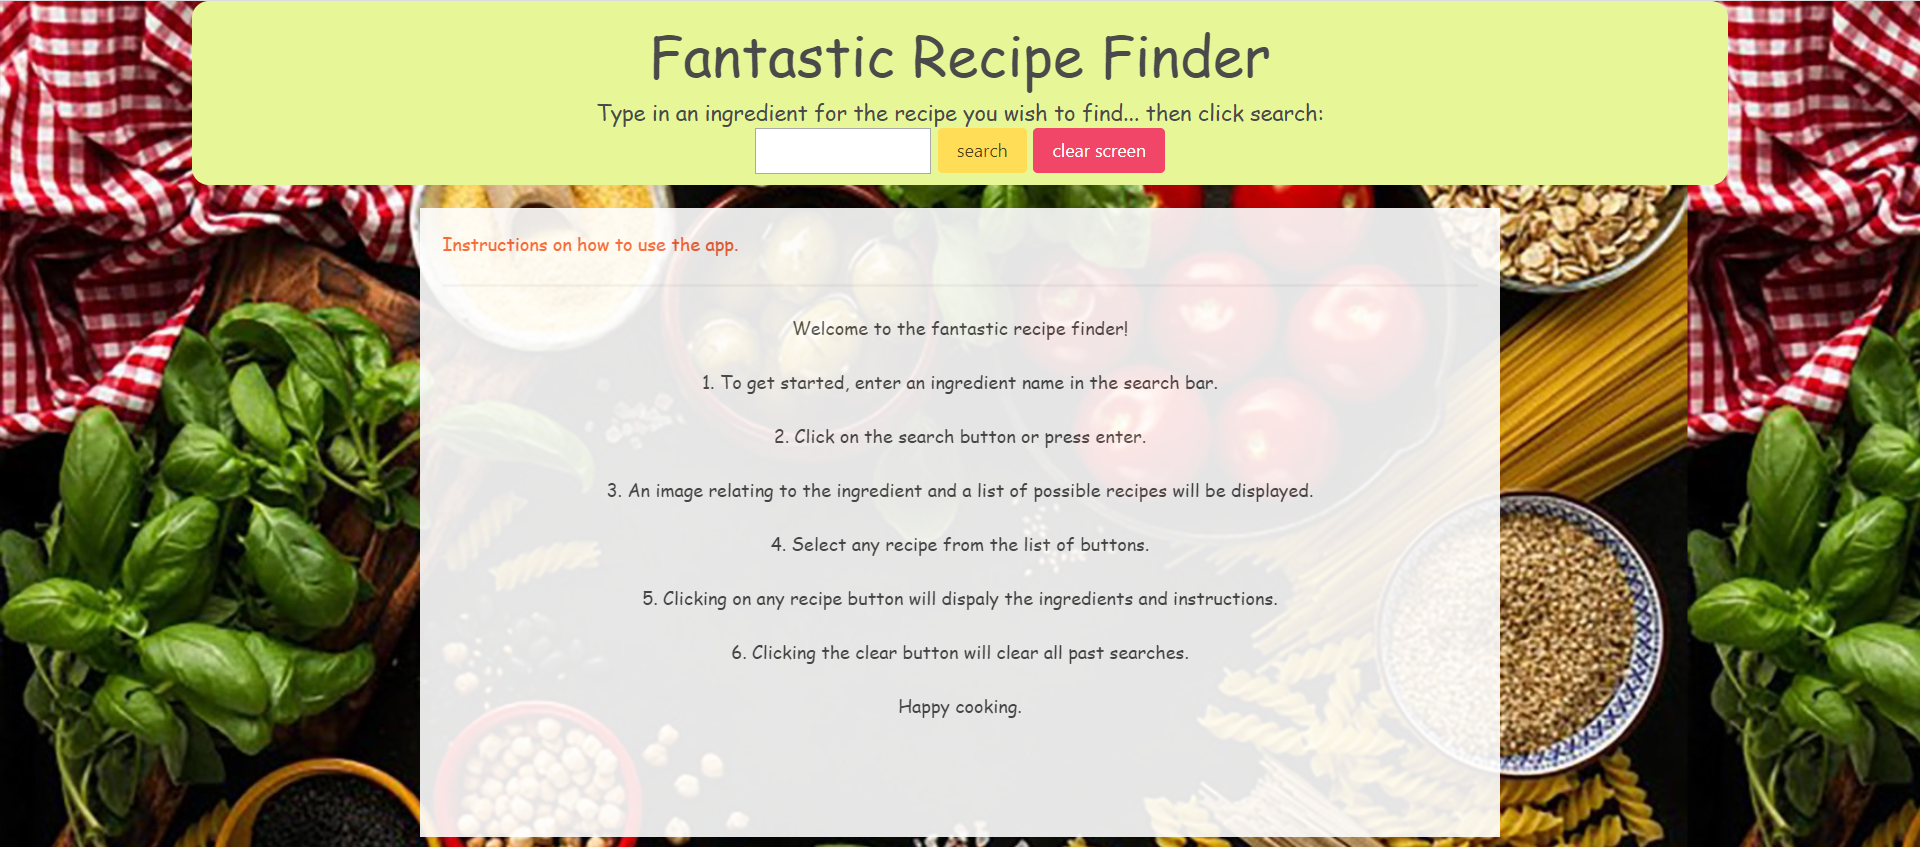 Fantastic Recipe Finder
Type in an ingredient for the recipe you wish to find... then click search:
search clear screen
Instructions on how to use the app.
Welcome to the fantastic recipe finder!
1. To get started, enter an ingredient name in the search bar.
2. Click on the search button or press enter.
3. An image relating to the ingredient and a list of possible recipes will be displayed.
4. Select any recipe from the list of buttons.
5. Clicking on any recipe button will dispaly the ingredients and instructions.
6. Clicking the clear button will clear all past searches.
Happy cooking.